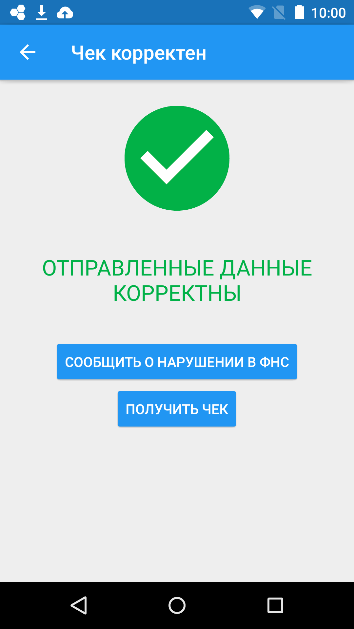 10:00
Чек корректен
ОТПРАВЛЕННЫЕ ДАННЫЕ
КОРРЕКТНЫ
СООБЩИТЬ О НАРУШЕНИИ В ФНС
ПОЛУЧИТЬ ЧЕК